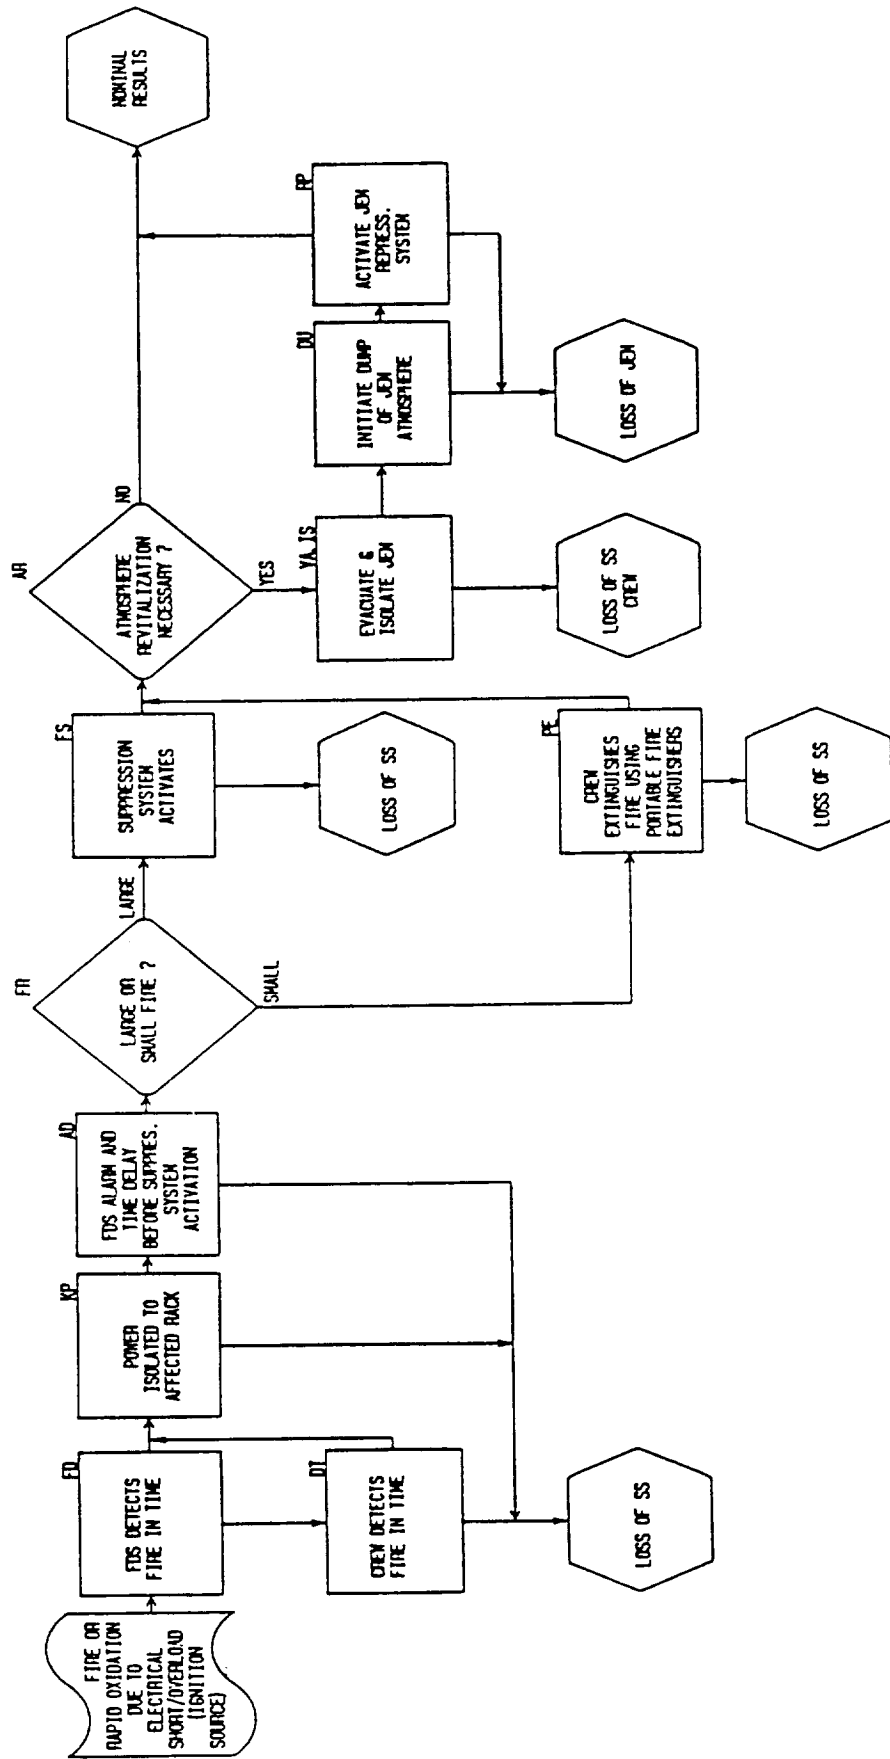 FIRE OR
RAPID OXIDATION
DUE TO
ELECTRICAL
SHORT/OVERLOAD
(IGNITION
SOURCE)
FD
FDS DETECTS
FIRE IN TIME
DT
CREW DETECTS
FIRE IN TIME
LOSS OF SS
KP
POWER
ISOLATED TO
AFFECTED RACK
AD
FDS ALARM AND
TIME DELAY
BEFORE SUPPRES.
SYSTEM
ACTIVATION
FR
LARGE OR
SMALL FIRE ?
LARGE
SMALL
FS
SUPPRESSION
SYSTEM
ACTIVATES
LOSS OF SS
PE
CREW
EXTINGUISHES
FIRE USING
PORTABLE FIRE
EXTINGUISHERS
LOSS OF SS
AR
ATMOSPHERE
REVITALIZATION
NECESSARY ?
NO
YES
YA,IS
EVACUATE &
ISOLATE JEM
LOSS OF SS
CREW
DU
INITIATE DUMP
OF JEM
ATMOSPHERE
LOSS OF JEM
RP
ACTIVATE JEM
REPRESS.
SYSTEM
NOMINAL
RESULTS